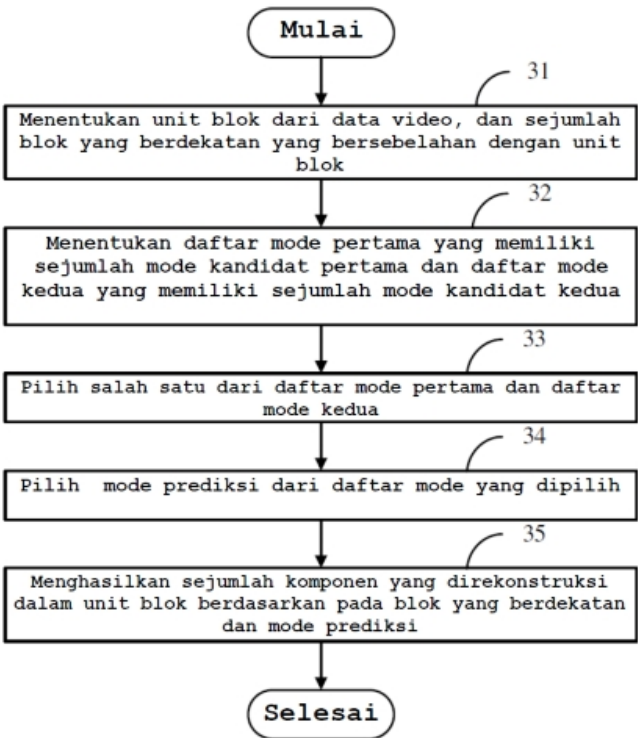 Mulai
31
Menentukan unit blok dari data video, dan sejumlah
blok yang berdekatan yang bersebelahan dengan unit
blok
32
Menentukan daftar mode pertama yang memiliki
sejumlah mode kandidat pertama dan daftar mode
kedua yang memiliki sejumlah mode kandidat kedua
33
Pilih salah satu dari daftar mode pertama dan daftar
mode kedua
34
Pilih mode prediksi dari daftar mode yang dipilih
35
Menghasilkan sejumlah komponen yang direkonstruksi
dalam unit blok berdasarkan pada blok yang berdekatan
dan mode prediksi
Selesai